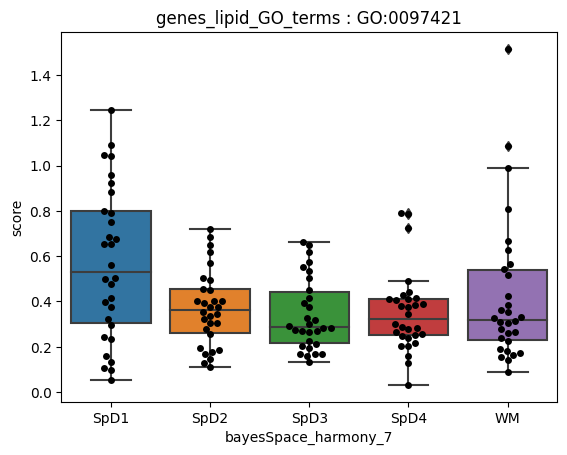 genes_lipid_GO_terms : GO:0097421
score
1.4
1.2
1.0
0.8
0.6
0.4
0.2
0.0
SpD1 SpD2 SpD3 SpD4 WM
bayesSpace_harmony_7